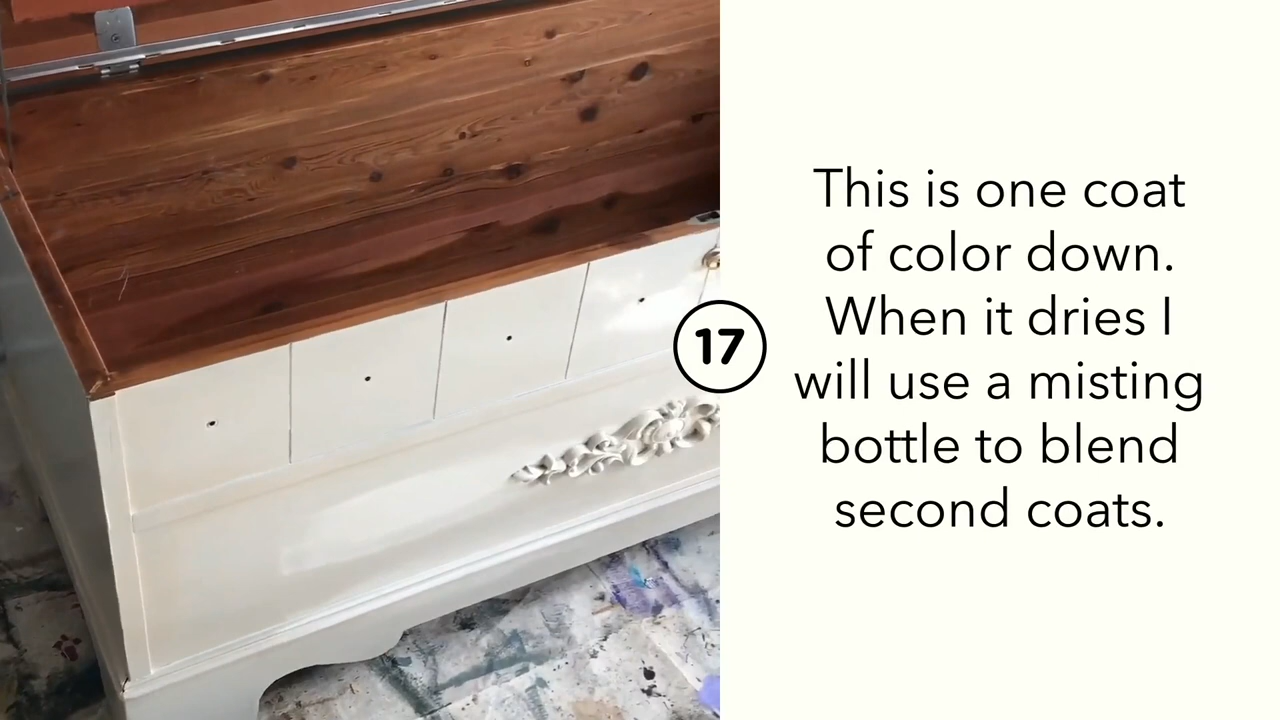 17
This is one coat
of color down.
When it dries I
will use a misting
bottle to blend
second coats.